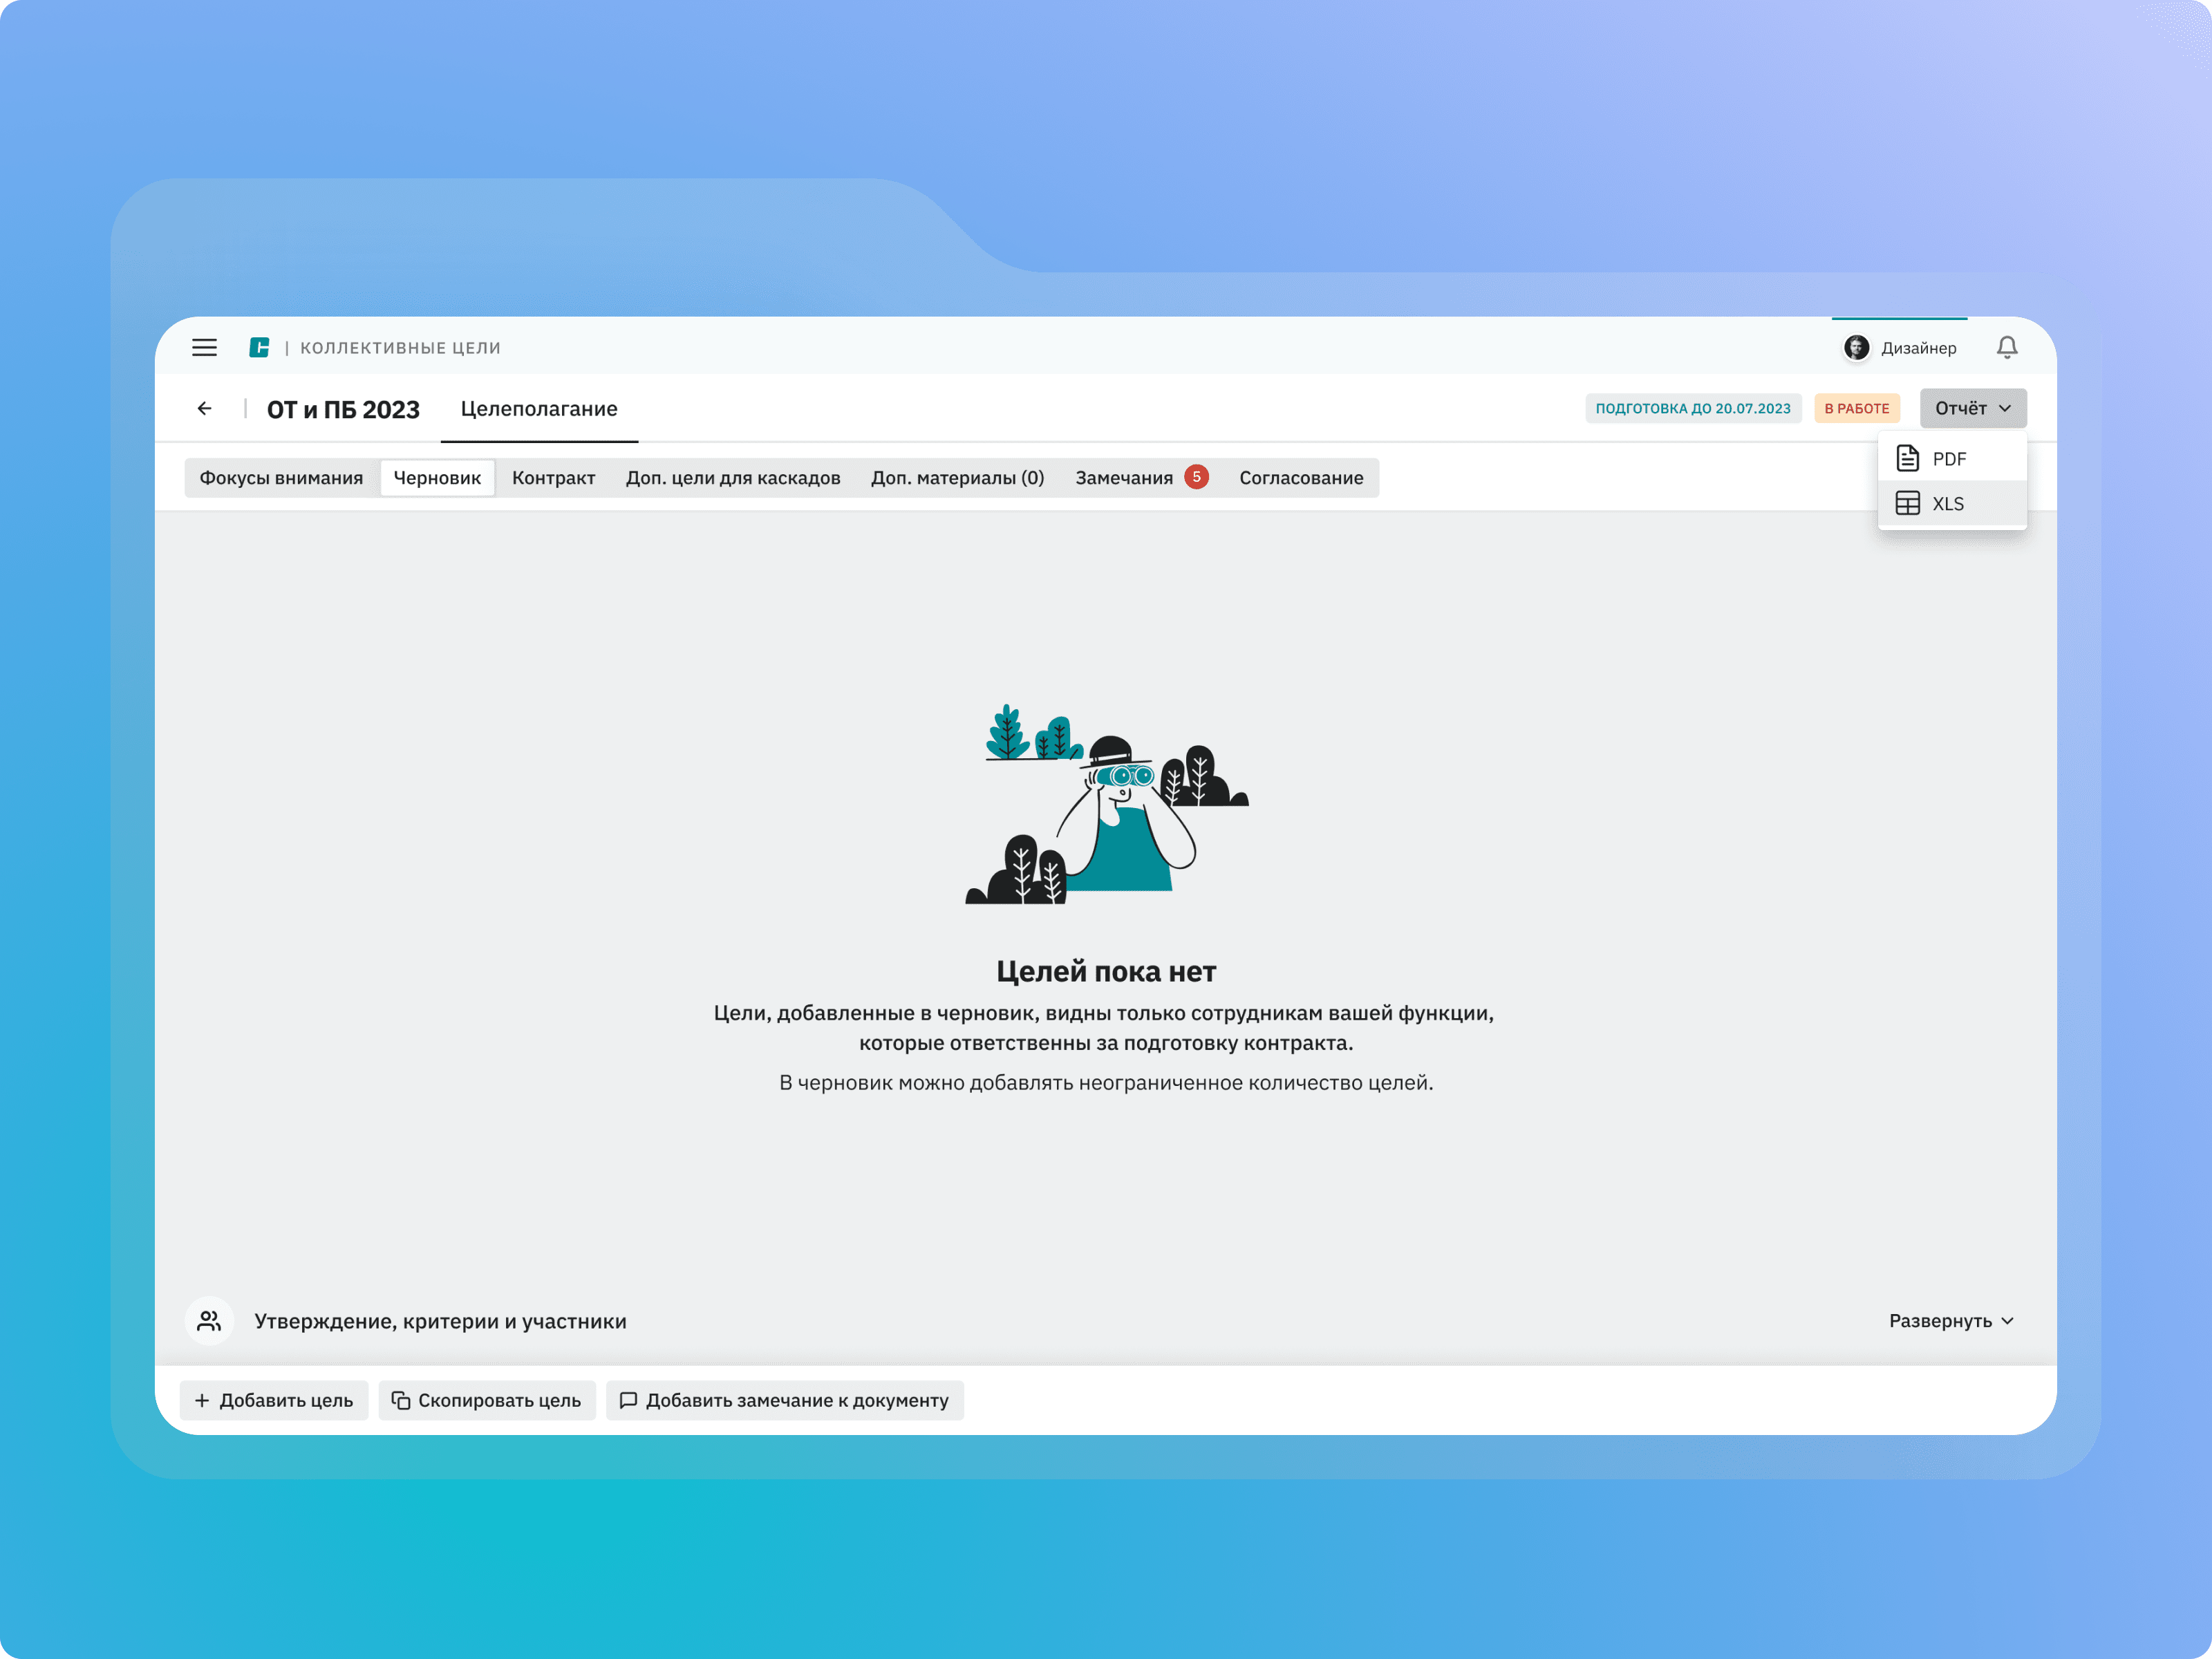 | КОЛЛЕКТИВНЫЕ ЦЕЛИ
Дизайнер
ОТ и ПБ 2023
Целеполагание
ПОДГОТОВКА ДО 20.07.2023
В РАБОТЕ
Отчёт
PDF
XLS
Фокусы внимания
Черновик
Контракт
Доп. цели для каскадов
Доп. материалы (0)
Замечания 5
Согласование
Целей пока нет
Цели, добавленные в черновик, видны только сотрудникам вашей функции,
которые ответственны за подготовку контракта.
В черновик можно добавлять неограниченное количество целей.
Утверждение, критерии и участники
Развернуть
Добавить цель
Скопировать цель
Добавить замечание к документу